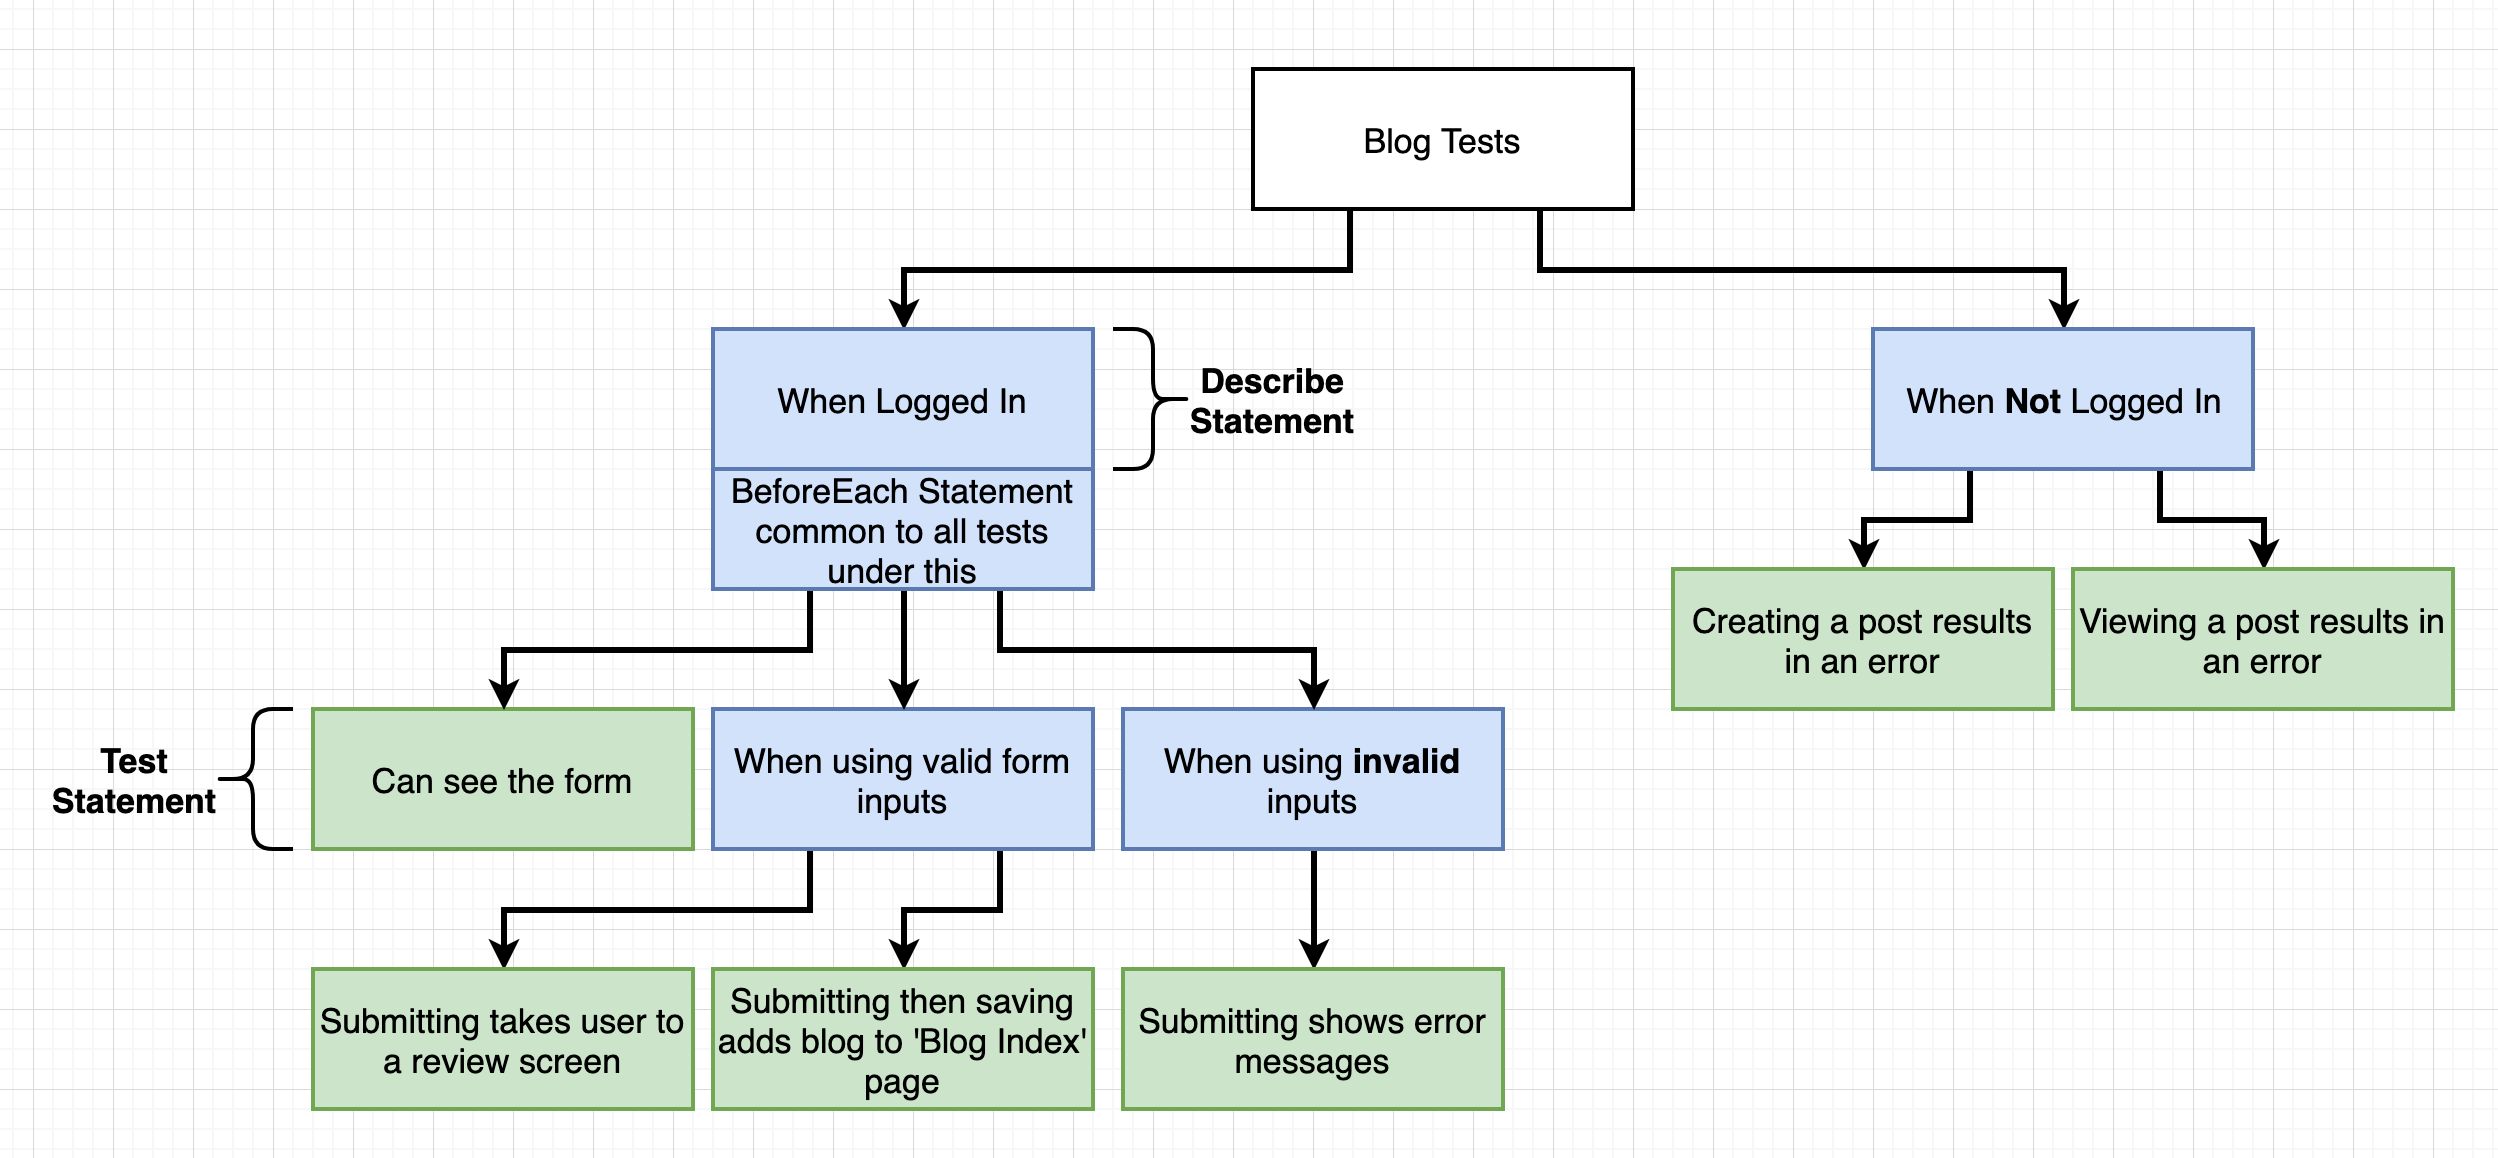 Blog Tests
When Logged In
Describe
Statement
When Not Logged In
BeforeEach Statement
common to all tests
under this
Creating a post results
in an error
Viewing a post results in
an error
Test
Statement
Can see the form
When using valid form
inputs
When using invalid
inputs
Submitting takes user to
a review screen
Submitting then saving
adds blog to 'Blog Index'
page
Submitting shows error
messages